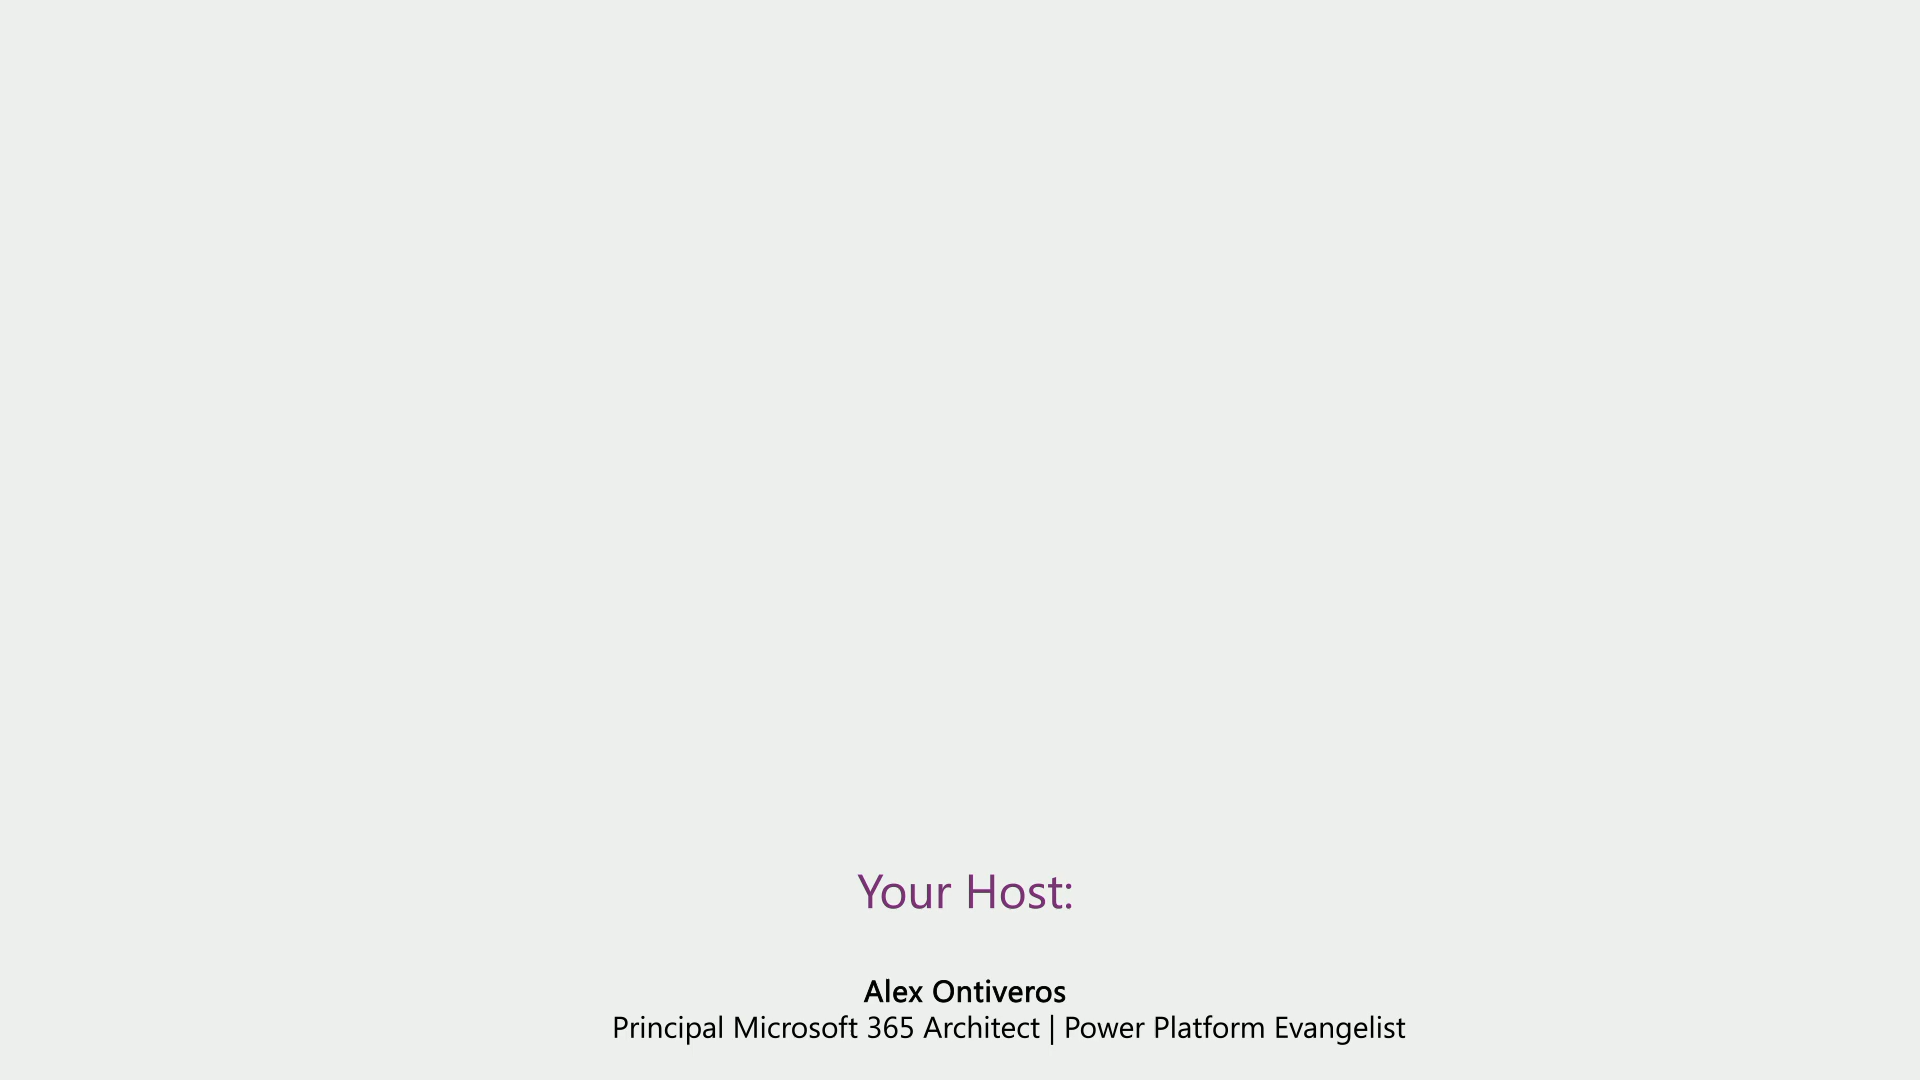 Your Host:
Alex Ontiveros
Principal Microsoft 365 Architect | Power Platform Evangelist